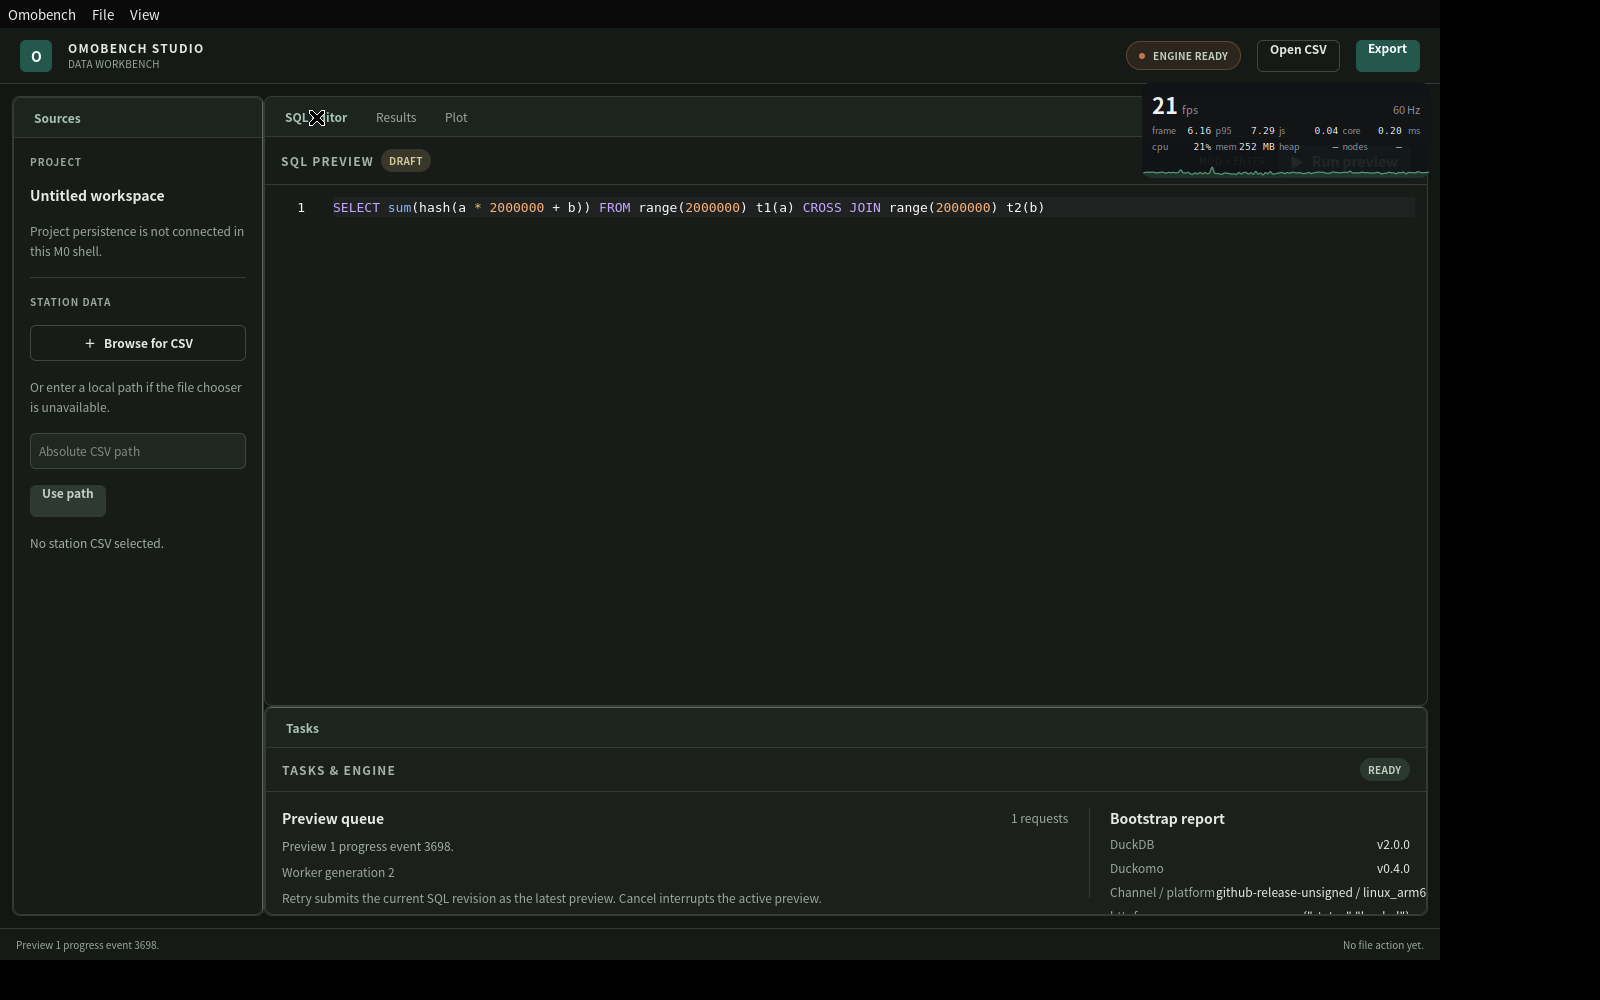 Omobench File View
O
OMOBENCH STUDIO
DATA WORKBENCH
ENGINE READY
Open CSV
Export
Sources
PROJECT
Untitled workspace
Project persistence is not connected in
this M0 shell.
STATION DATA
+ Browse for CSV
Or enter a local path if the file chooser
is unavailable.
Absolute CSV path
Use path
No station CSV selected.
SQL Results Plot
21 fps 60 Hz
frame 6.16 p95 7.29 js 0.04 core 0.20 ms
cpu 21% mem 252 MB heap — nodes —
SQL PREVIEW DRAFT
Run preview
1 SELECT sum(hash(a * 2000000 + b)) FROM range(2000000) t1(a) CROSS JOIN range(2000000) t2(b)
Tasks
TASKS & ENGINE
READY
Preview queue
1 requests
Preview 1 progress event 3698.
Worker generation 2
Retry submits the current SQL revision as the latest preview. Cancel interrupts the active preview.
Bootstrap report
DuckDB v2.0.0
Duckomo v0.4.0
Channel / platform github-release-unsigned / linux_arm6
Preview 1 progress event 3698.
No file action yet.